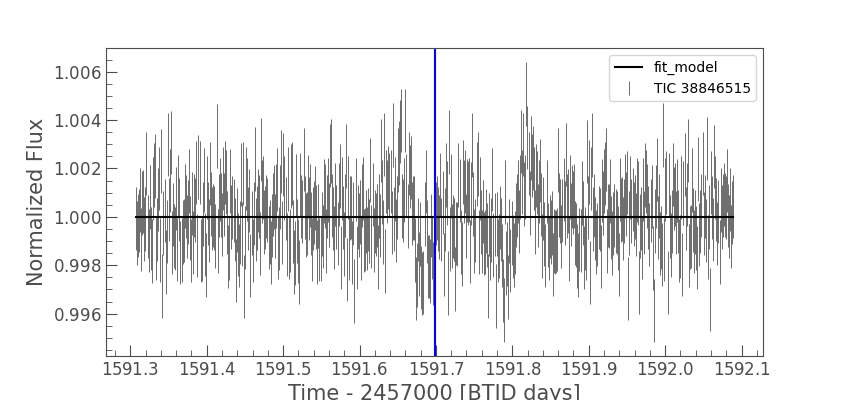 1.006
1.004
1.002
1.000
0.998
0.996
Normalized Flux
fit_model
TIC 38846515
1591.3 1591.4 1591.5 1591.6 1591.7 1591.8 1591.9 1592.0 1592.1
Time - 2457000 [BTJD days]